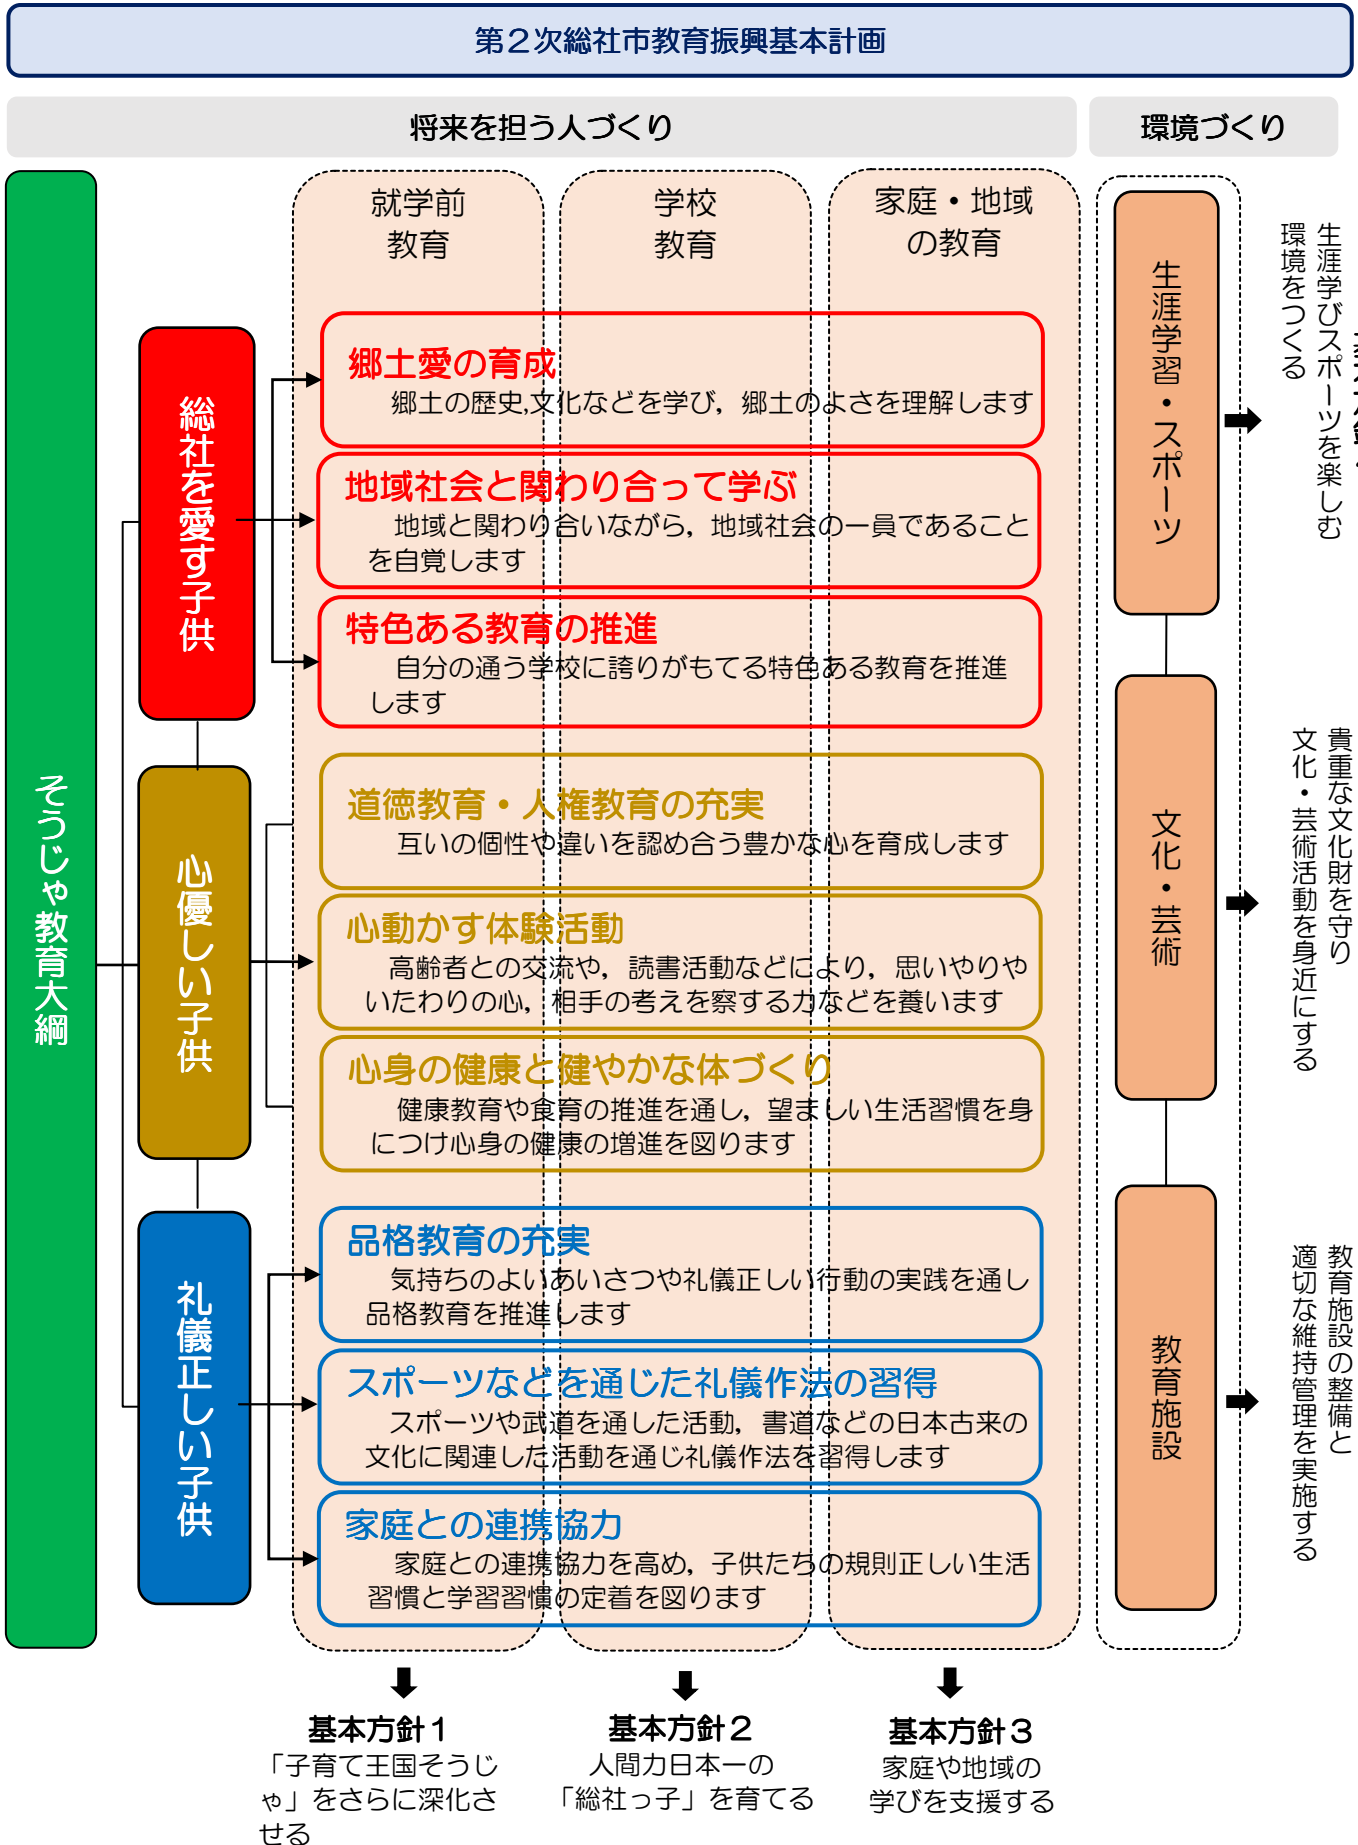 第２次総社市教育振興基本計画
将来を担う人づくり
環境づくり
就学前
教育
学校
教育
家庭・地域
の教育
そうじゃ教育大綱
総社を愛す子供
郷土愛の育成
郷土の歴史,文化などを学び，郷土のよさを理解します
地域社会と関わり合って学ぶ
地域と関わり合いながら，地域社会の一員であること
を自覚します
特色ある教育の推進
自分の通う学校に誇りがもてる特色ある教育を推進
します
心優しい子供
道徳教育・人権教育の充実
互いの個性や違いを認め合う豊かな心を育成します
心動かす体験活動
高齢者との交流や，読書活動などにより，思いやりや
いたわりの心，相手の考えを察する力などを養います
心身の健康と健やかな体づくり
健康教育や食育の推進を通し，望ましい生活習慣を身
につけ心身の健康の増進を図ります
礼儀正しい子供
品格教育の充実
気持ちのよいあいさつや礼儀正しい行動の実践を通し
品格教育を推進します
スポーツなどを通じた礼儀作法の習得
スポーツや武道を通した活動，書道などの日本古来の
文化に関連した活動を通じ礼儀作法を習得します
家庭との連携協力
家庭との連携協力を高め，子供たちの規則正しい生活
習慣と学習習慣の定着を図ります
生涯学習・スポーツ
生涯学びスポーツを楽しむ
環境をつくる
文化・芸術
貴重な文化財を守り
文化・芸術活動を身近にする
教育施設
教育施設の整備と
適切な維持管理を実施する
基本方針１
「子育て王国そうじ
ゃ」をさらに深化さ
せる
基本方針２
人間力日本一の
「総社っ子」を育てる
基本方針３
家庭や地域の
学びを支援する